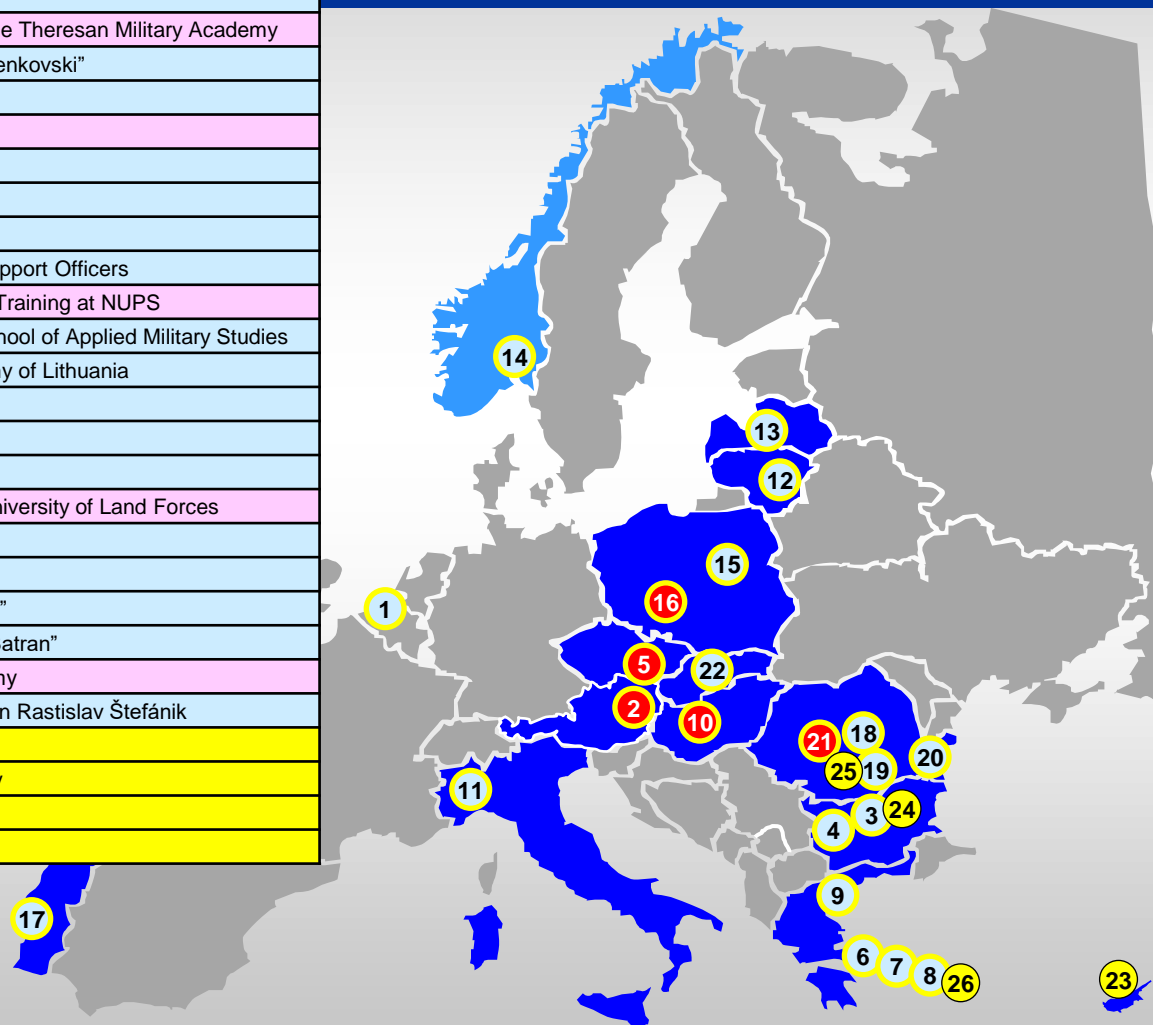 e Theresan Military Academy
enkovski”
pport Officers
Training at NUPS
hool of Applied Military Studies
ny of Lithuania
niversity of Land Forces
”
Batran”
my
n Rastislav Štefánik
y
14
13
12
15
16
1
5
22
2
10
21
18
25
19
20
11
3
24
4
9
17
6
7
8
26
23